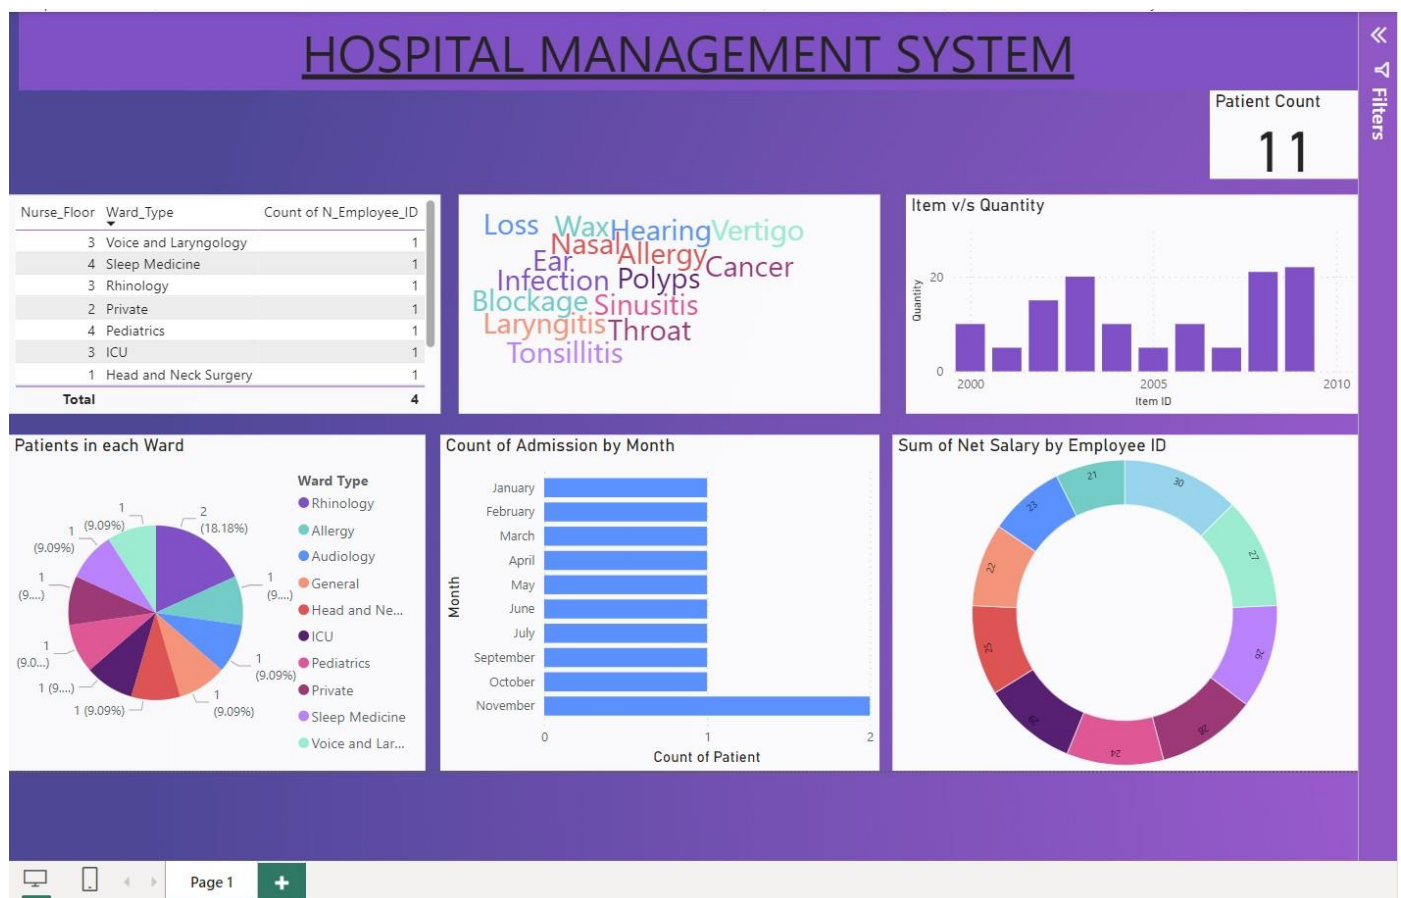 HOSPITAL MANAGEMENT SYSTEM
Filters
Patient Count
11
Nurse_Floor Ward_Type Count of N_Employee_ID
3 Voice and Laryngology 1
4 Sleep Medicine 1
3 Rhinology 1
2 Private 1
4 Pediatrics 1
3 ICU 1
1 Head and Neck Surgery 1
Total 4
Loss Wax Hearing Vertigo
Nasal Allergy
Ear Cancer
Infection Polyps
Blockage Sinusitis
Laryngitis Throat
Tonsillitis
Item v/s Quantity
Quantity
20
0
2000 2005 2010
Item ID
Patients in each Ward
1 (9.09%)
2 (18.18%)
1 (9.09%)
1 (9....)
1 (9....)
1 (9.0...)
1 (9.09%)
1 (9....)
1 (9.09%)
1 (9.09%)
Ward Type
Rhinology
Allergy
Audiology
General
Head and Ne...
ICU
Pediatrics
Private
Sleep Medicine
Voice and Lar...
Count of Admission by Month
Month
January
February
March
April
May
June
July
September
October
November
0 1 2
Count of Patient
Sum of Net Salary by Employee ID
30
27
26
28
24
29
25
22
23
21
Page 1